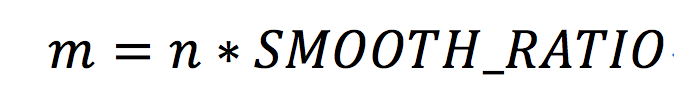 m = n * SMOOTH_RATIO